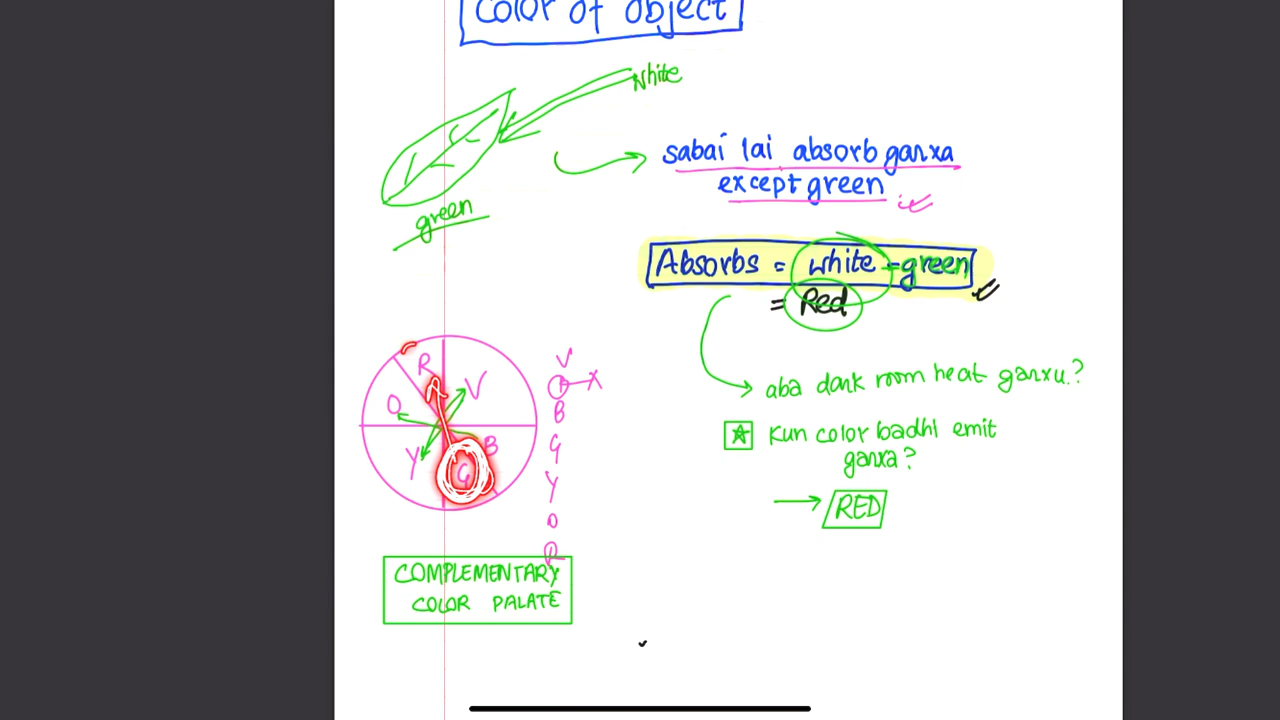 Color of object
white
green
sabai lai absorb garxa
except green
Absorbs = white - green
= Red
aba dark room heat garxu.?
Kun color badhi emit
garxa?
→ RED
R
V
O
B
Y
G
V
I X
B
G
Y
O
R
COMPLEMENTARY
COLOR PALATE